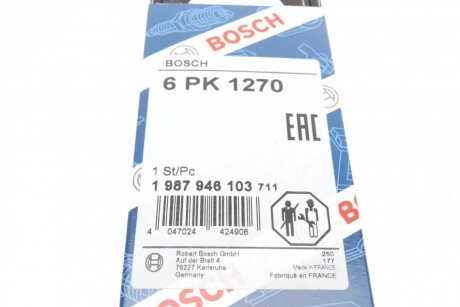 BOSCH
BOSCH
6 PK 1270
EAC
1 St/Pc
1 987 946 103 711
4 047024 424906
Robert Bosch GmbH
Auf der Breit 4
76227 Karlsruhe
Germany
250
177
Made in FRANCE
Fabriqué en FRANCE
BOSCH